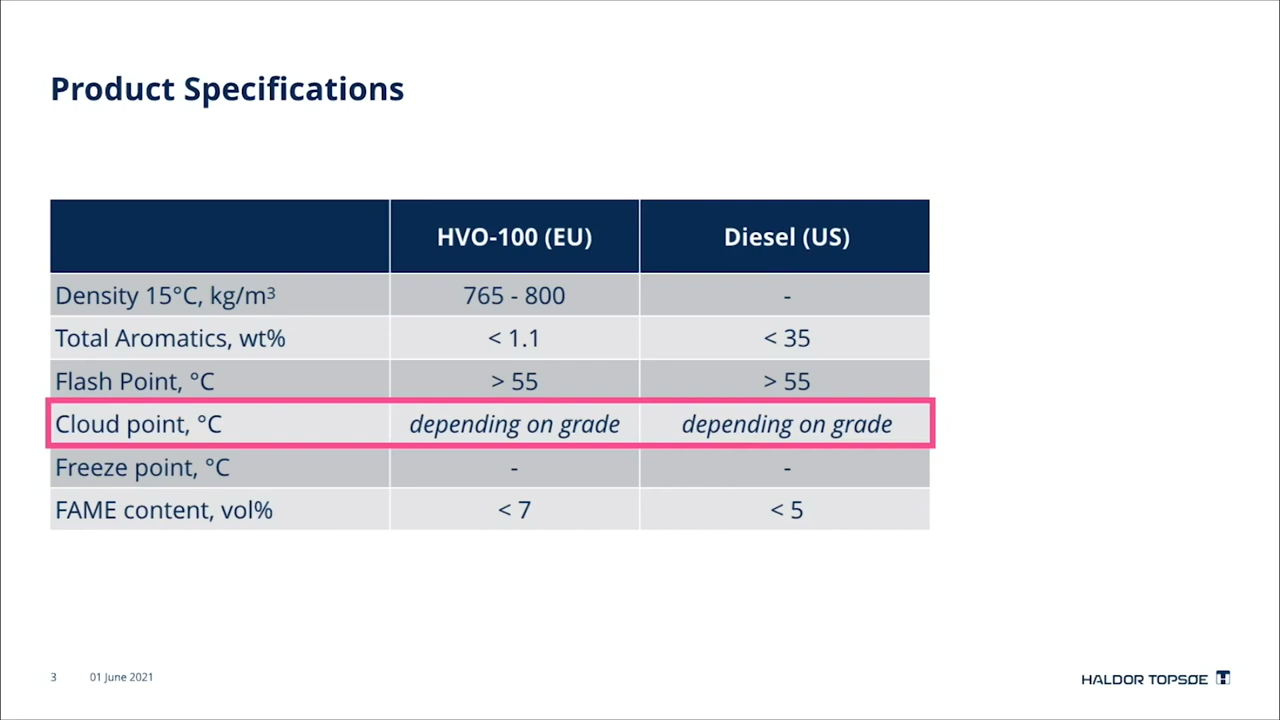 Product Specifications
HVO-100 (EU) Diesel (US)
Density 15°C, kg/m³ 765 - 800 -
Total Aromatics, wt% < 1.1 < 35
Flash Point, °C > 55 > 55
Cloud point, °C depending on grade depending on grade
Freeze point, °C - -
FAME content, vol% < 7 < 5
3 01 June 2021 HALDOR TOPSØE